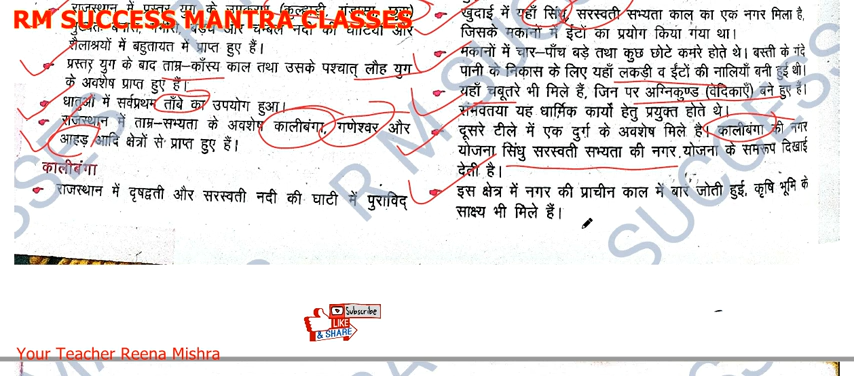 RM SUCCESS MANTRA CLASSES
राजस्थान में प्रस्तर युग के
नदी की घाटियों और
शैलाश्रयों में बहुतायत में प्राप्त हुए हैं।
प्रस्तर युग के बाद ताम्र-काँस्य काल तथा उसके पश्चात् लौह युग
के अवशेष प्राप्त हुए हैं।
धातुओं में सर्वप्रथम ताँबे का उपयोग हुआ।
राजस्थान में ताम्र-सभ्यता के अवशेष कालीबंगा, गणेश्वर और
आहड़ आदि क्षेत्रों से प्राप्त हुए हैं।
कालीबंगा
राजस्थान में दृषद्वती और सरस्वती नदी की घाटी में पुराविद्
खुदाई में यहाँ सिंधु सरस्वती सभ्यता काल का एक नगर मिला है,
जिसके मकानों में ईंटों का प्रयोग किया गया था।
मकानों में चार-पाँच बड़े तथा कुछ छोटे कमरे होते थे। बस्ती के गंदे
पानी के निकास के लिए यहाँ लकड़ी व ईंटों की नालियाँ बनी हुई थी।
यहाँ चबूतरे भी मिले हैं, जिन पर अग्निकुण्ड (वेदिकाएँ) बने हुए हैं।
संभवतया यह धार्मिक कार्यो हेतु प्रयुक्त होते थे।
दूसरे टीले में एक दुर्ग के अवशेष मिले है। कालीबंगा की नगर
योजना सिंधु सरस्वती सभ्यता की नगर योजना के समरूप दिखाई
देती है।
इस क्षेत्र में नगर की प्राचीन काल में बार जोती हुई, कृषि भूमि के
साक्ष्य भी मिले हैं।
Subscribe
LIKE
& SHARE
Your Teacher Reena Mishra